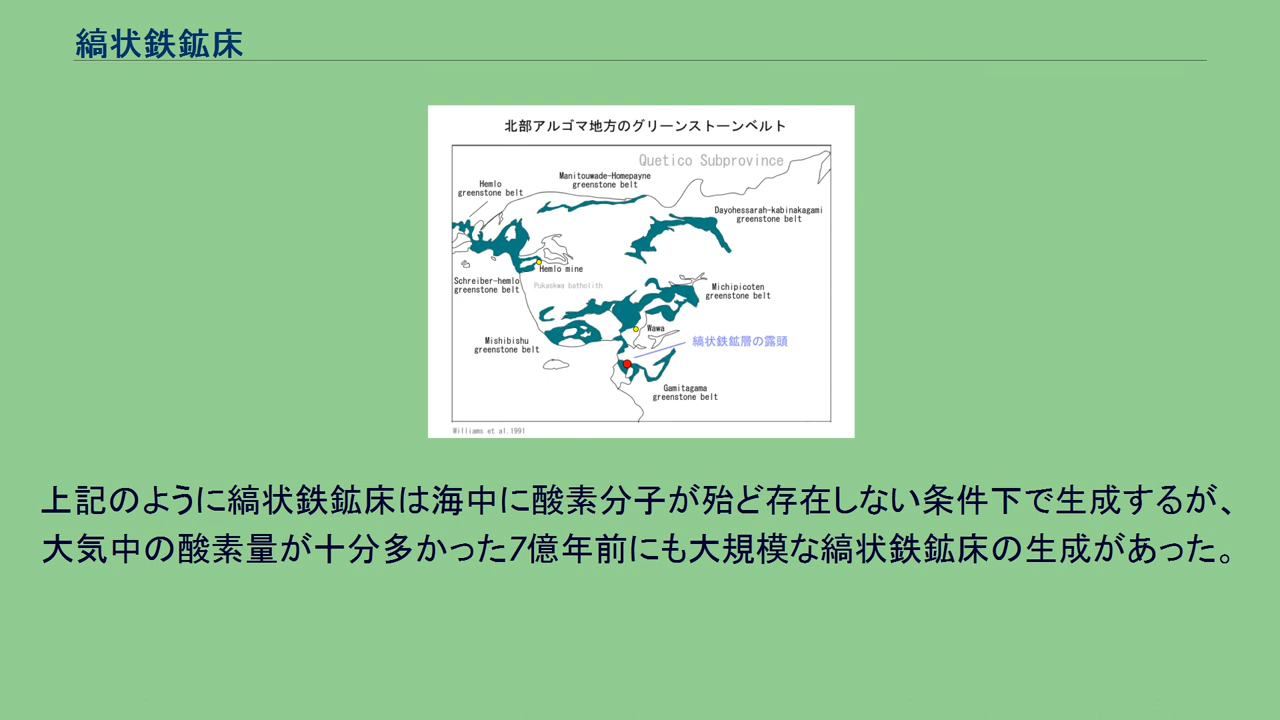 縞状鉄鉱床
北部アルゴマ地方のグリーンストーンベルト
Quetico Subprovince
Manitouwade-Homepayne
greenstone belt
Hemlo
greenstone belt
Dayohessarah-kabinakagami
greenstone belt
Hemlo mine
Schreiber-hemlo
greenstone belt
Pukaskwa batholith
Michipicoten
greenstone belt
Wawa
Mishibishu
greenstone belt
縞状鉄鉱層の露頭
Gamitagama
greenstone belt
Williams et al.1991
上記のように縞状鉄鉱床は海中に酸素分子が殆ど存在しない条件下で生成するが、
大気中の酸素量が十分多かった7億年前にも大規模な縞状鉄鉱床の生成があった。